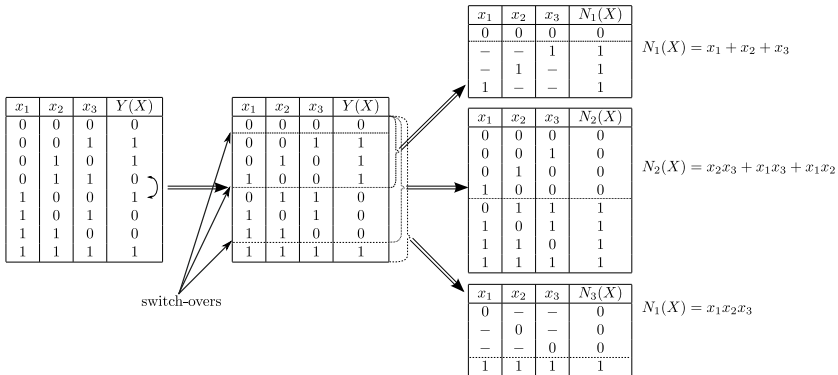 x₁ x₂ x₃ Y(X)
0 0 0 0
0 0 1 1
0 1 0 1
0 1 1 0
1 0 0 1
1 0 1 0
1 1 0 0
1 1 1 1
x₁ x₂ x₃ Y(X)
0 0 0 0
0 0 1 1
0 1 0 1
1 0 0 1
0 1 1 0
1 0 1 0
1 1 0 0
1 1 1 1
switch-overs
x₁ x₂ x₃ N₁(X)
0 0 0 0
− − 1 1
− 1 − 1
1 − − 1
N₁(X) = x₁ + x₂ + x₃
x₁ x₂ x₃ N₂(X)
0 0 0 0
0 0 1 0
0 1 0 0
1 0 0 0
0 1 1 1
1 0 1 1
1 1 0 1
1 1 1 1
N₂(X) = x₂x₃ + x₁x₃ + x₁x₂
x₁ x₂ x₃ N₃(X)
0 − − 0
− 0 − 0
− − 0 0
1 1 1 1
N₁(X) = x₁x₂x₃